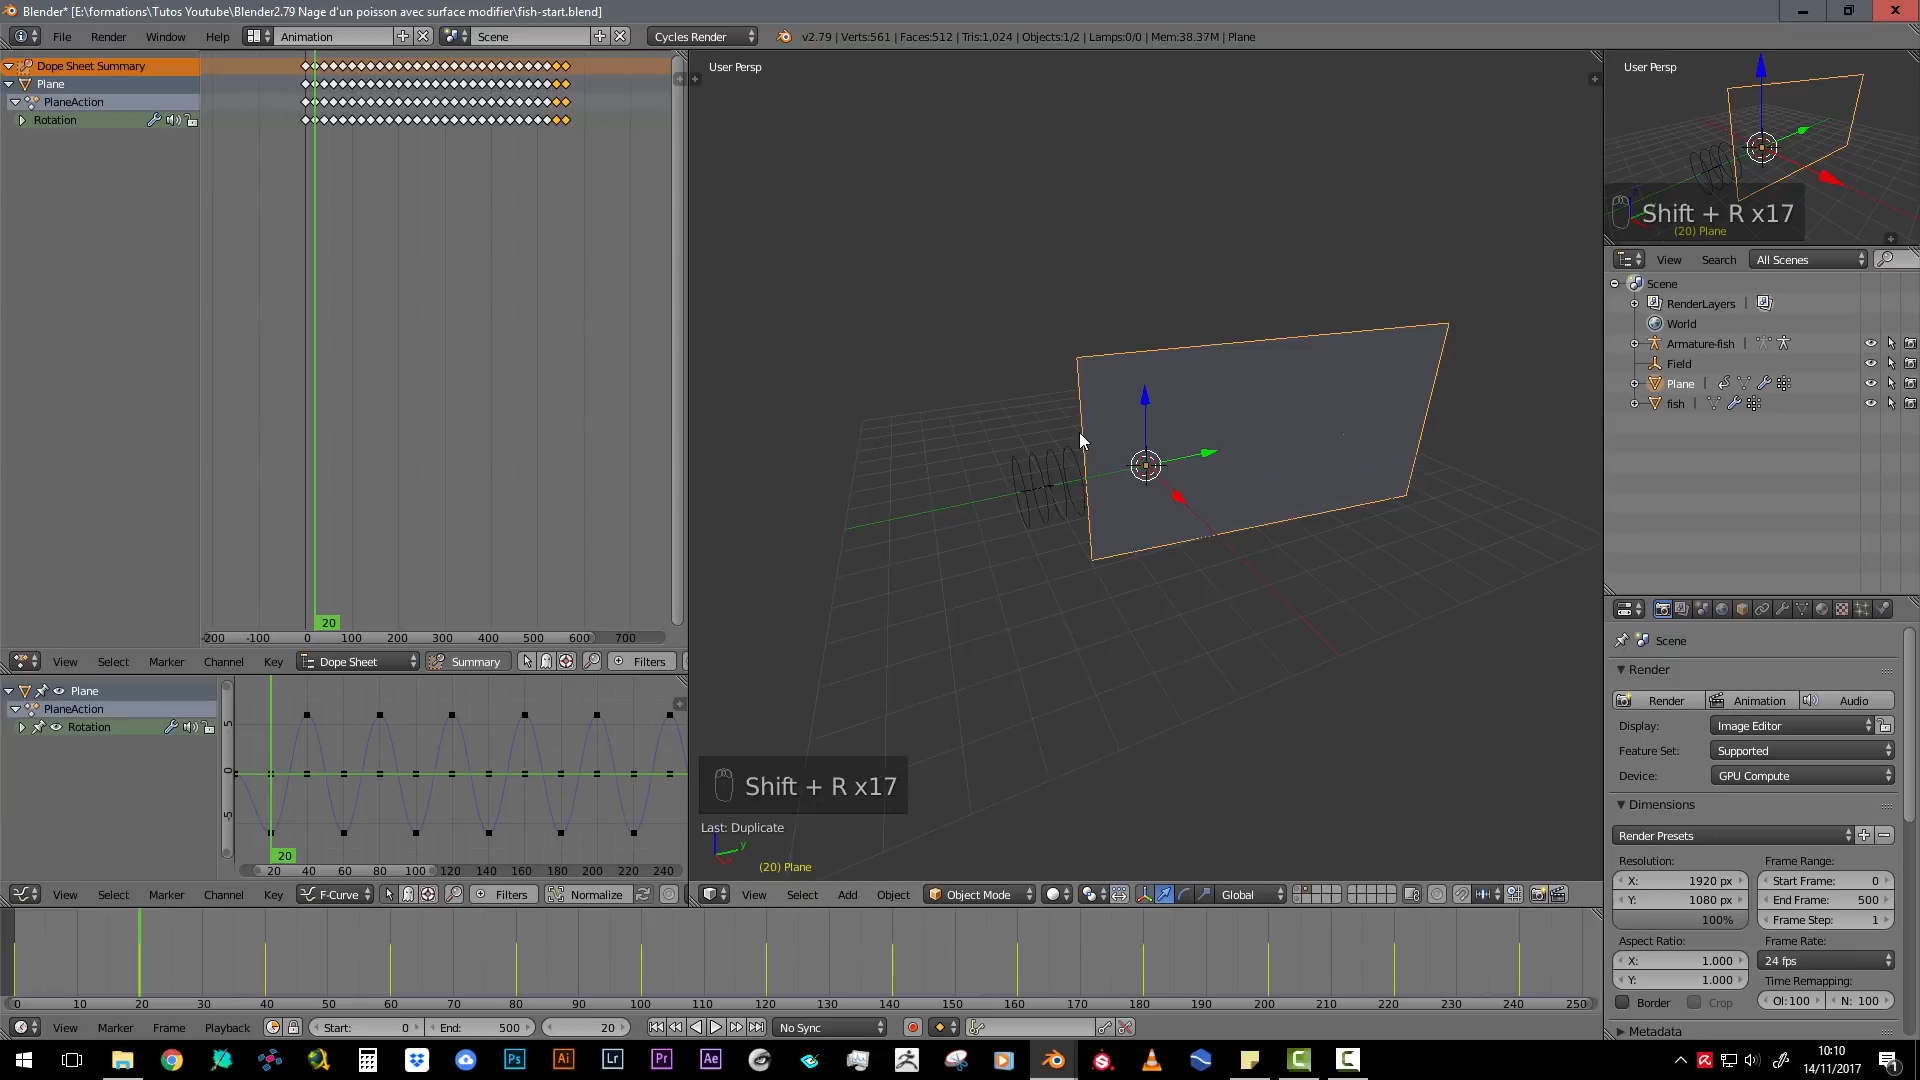 Blender* [E:\formations\Tutos Youtube\Blender2.79 Nage d'un poisson avec surface modifier\fish-start.blend]
File Render Window Help Animation Scene Cycles Render v2.79 | Verts:561 | Faces:512 | Tris:1,024 | Objects:1/2 | Lamps:0/0 | Mem:38.37M | Plane
Dope Sheet Summary
Plane
PlaneAction
Rotation
20
-200 -100 0 100 200 300 400 500 600 700
View Select Marker Channel Key Dope Sheet Summary Filters
Plane
PlaneAction
Rotation
5
0
-5
20
20 40 60 80 100 120 140 160 180 200 220 240
View Select Marker Channel Key F-Curve Filters Normalize
User Persp
Shift + R x17
Last: Duplicate
y
(20) Plane
View Select Add Object Object Mode Global
User Persp
Shift + R x17
(20) Plane
View Search All Scenes
Scene
RenderLayers
World
Armature-fish
Field
Plane
fish
Scene
Render
Render Animation Audio
Display: Image Editor
Feature Set: Supported
Device: GPU Compute
Dimensions
Render Presets
Resolution: Frame Range:
X: 1920 px Start Frame: 0
Y: 1080 px End Frame: 500
100% Frame Step: 1
Aspect Ratio: Frame Rate:
X: 1.000 24 fps
Y: 1.000 Time Remapping:
Border Crop Ol:100 N: 100
Metadata
0 10 20 30 40 50 60 70 80 90 100 110 120 130 140 150 160 170 180 190 200 210 220 230 240 250
View Marker Frame Playback Start: 0 End: 500 20 No Sync
Ps Ai Lr Pr Ae
10:10
14/11/2017
1